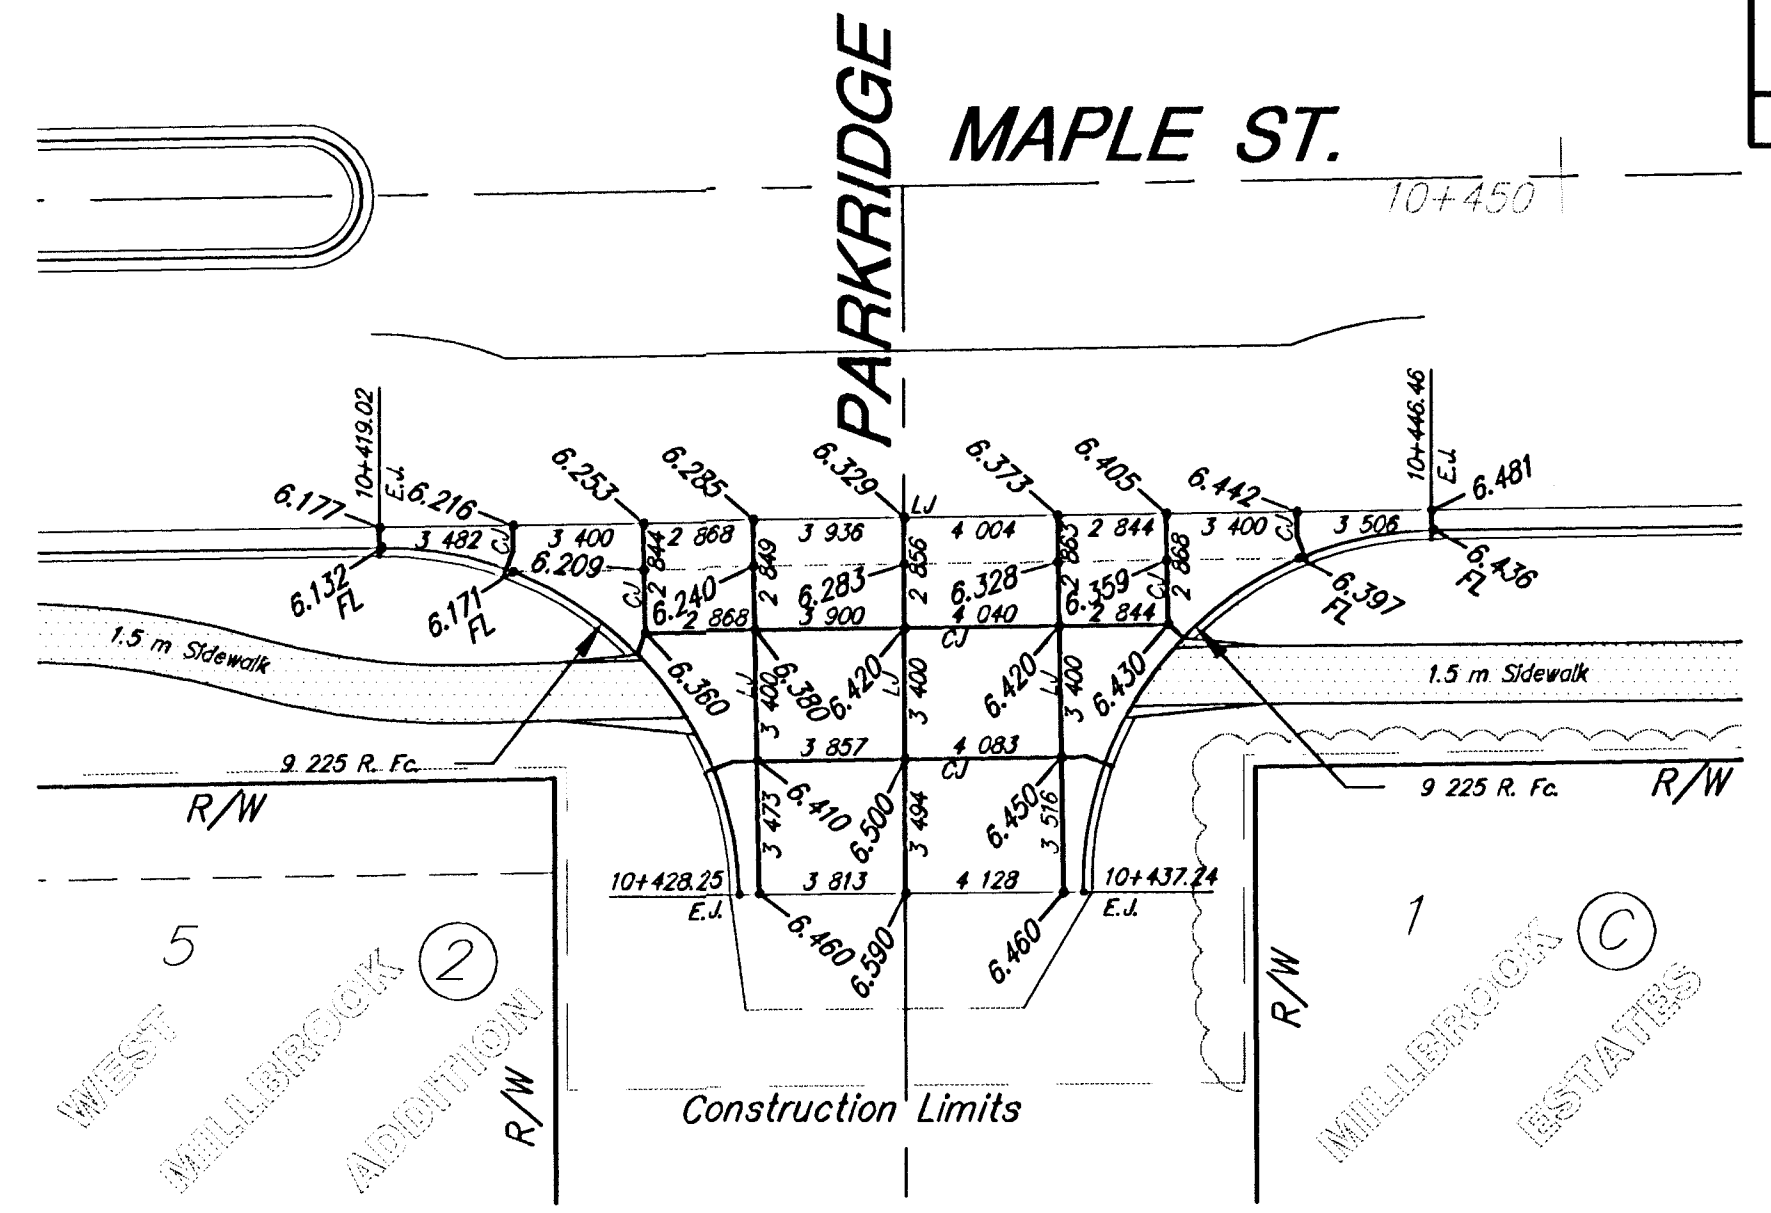 PARKRIDGE
MAPLE ST.
10+450
10+419.02
E.J.
10+446.46
E.J.
6.177
6.216
6.253
6.285
6.329
6.373
6.405
6.442
6.481
LJ
3 482
CJ
3 400
2 844
2 868
3 936
4 004
2 863
2 844
3 400
CJ
3 506
2 849
2 856
2 868
6.132
FL
6.171
FL
6.209
CJ
6.240
6.283
6.328
6.359
CJ
6.397
FL
6.436
FL
2 868
3 900
4 040
2 844
CJ
1.5 m Sidewalk
1.5 m Sidewalk
6.360
LJ
3 400
6.380
6.420
LJ
3 400
6.420
LJ
3 400
6.430
9 225 R. Fc.
3 857
4 083
CJ
9 225 R. Fc.
R/W
R/W
3 473
6.410
6.500
3 494
6.450
3 516
10+428.25
E.J.
3 813
4 128
10+437.24
E.J.
6.460
6.590
6.460
5
2
WEST
MILLBROOK
ADDITION
R/W
1
C
R/W
MILLBROOK
ESTATES
Construction Limits